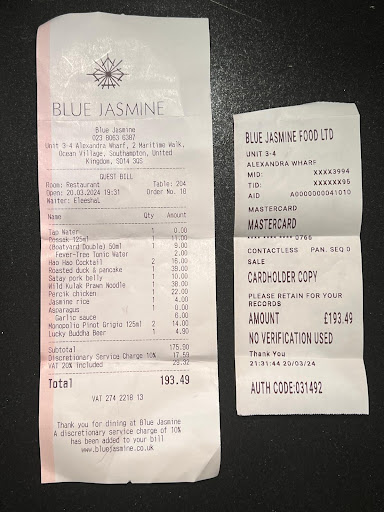 BLUE JASMINE
Blue Jasmine
023 8063 6387
Unit 3-4 Alexandra Wharf, 2 Maritime Walk,
Ocean Village, Southampton, United
Kingdom, SO14 3QS
GUEST BILL
Room: Restaurant Table: 204
Open: 20.03.2024 19:31 Order No. 18
Waiter: Eleeshal
Name Qty Amount
Tap Water 1 0.00
Dossak 125ml 1 11.00
(Boatyard Double) 50ml 1 9.00
Fever-Tree Tonic Water 2.00
Hao Hao Cocktail 2 16.00
Roasted duck & pancake 1 38.00
Satay pork belly 1 10.00
Wild Kulak Prawn Noodle 1 38.00
Percik chicken 1 22.00
Jasmine rice 1 4.00
Asparagus 1 0.00
Garlic sauce 6.00
Monopolio Pinot Grigio 125ml 2 14.00
Lucky Buddha Beer 1 4.90
Subtotal 175.90
Discretionary Service Charge 10% 17.59
VAT 20% included 29.32
Total 193.49
VAT 274 2218 13
Thank you for dining at Blue Jasmine
A discretionary service charge of 10%
has been added to your bill
www.bluejasmine.co.uk
BLUE JASMINE FOOD LTD
UNIT 3-4
ALEXANDRA WHARF
MID: XXXXX3994
TID: XXXXXX95
AID A0000000041010
MASTERCARD
MASTERCARD
**** **** **** 0765
CONTACTLESS PAN. SEQ 0
SALE
CARDHOLDER COPY
PLEASE RETAIN FOR YOUR
RECORDS
AMOUNT £193.49
NO VERIFICATION USED
Thank You
21:31:44 20/03/24
AUTH CODE:031492